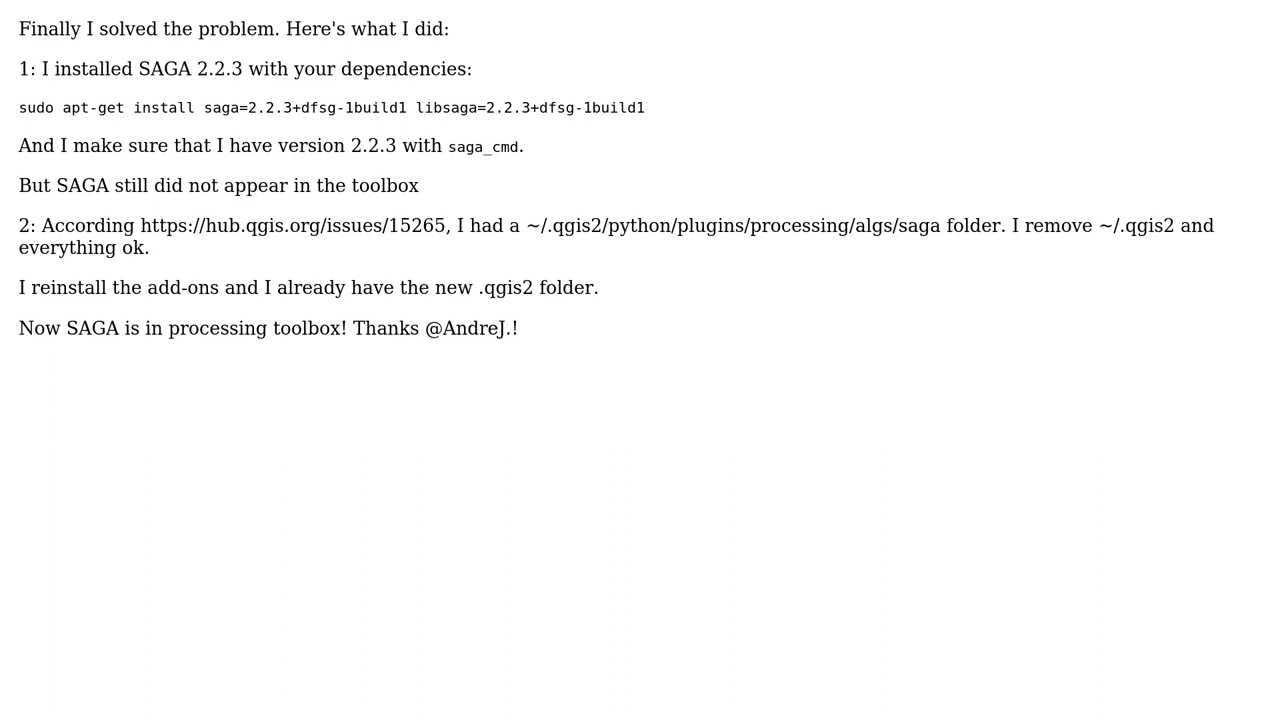 Finally I solved the problem. Here's what I did:
1: I installed SAGA 2.2.3 with your dependencies:
sudo apt-get install saga=2.2.3+dfsg-1build1 libsaga=2.2.3+dfsg-1build1
And I make sure that I have version 2.2.3 with saga_cmd.
But SAGA still did not appear in the toolbox
2: According https://hub.qgis.org/issues/15265, I had a ~/.qgis2/python/plugins/processing/algs/saga folder. I remove ~/.qgis2 and
everything ok.
I reinstall the add-ons and I already have the new .qgis2 folder.
Now SAGA is in processing toolbox! Thanks @AndreJ.!